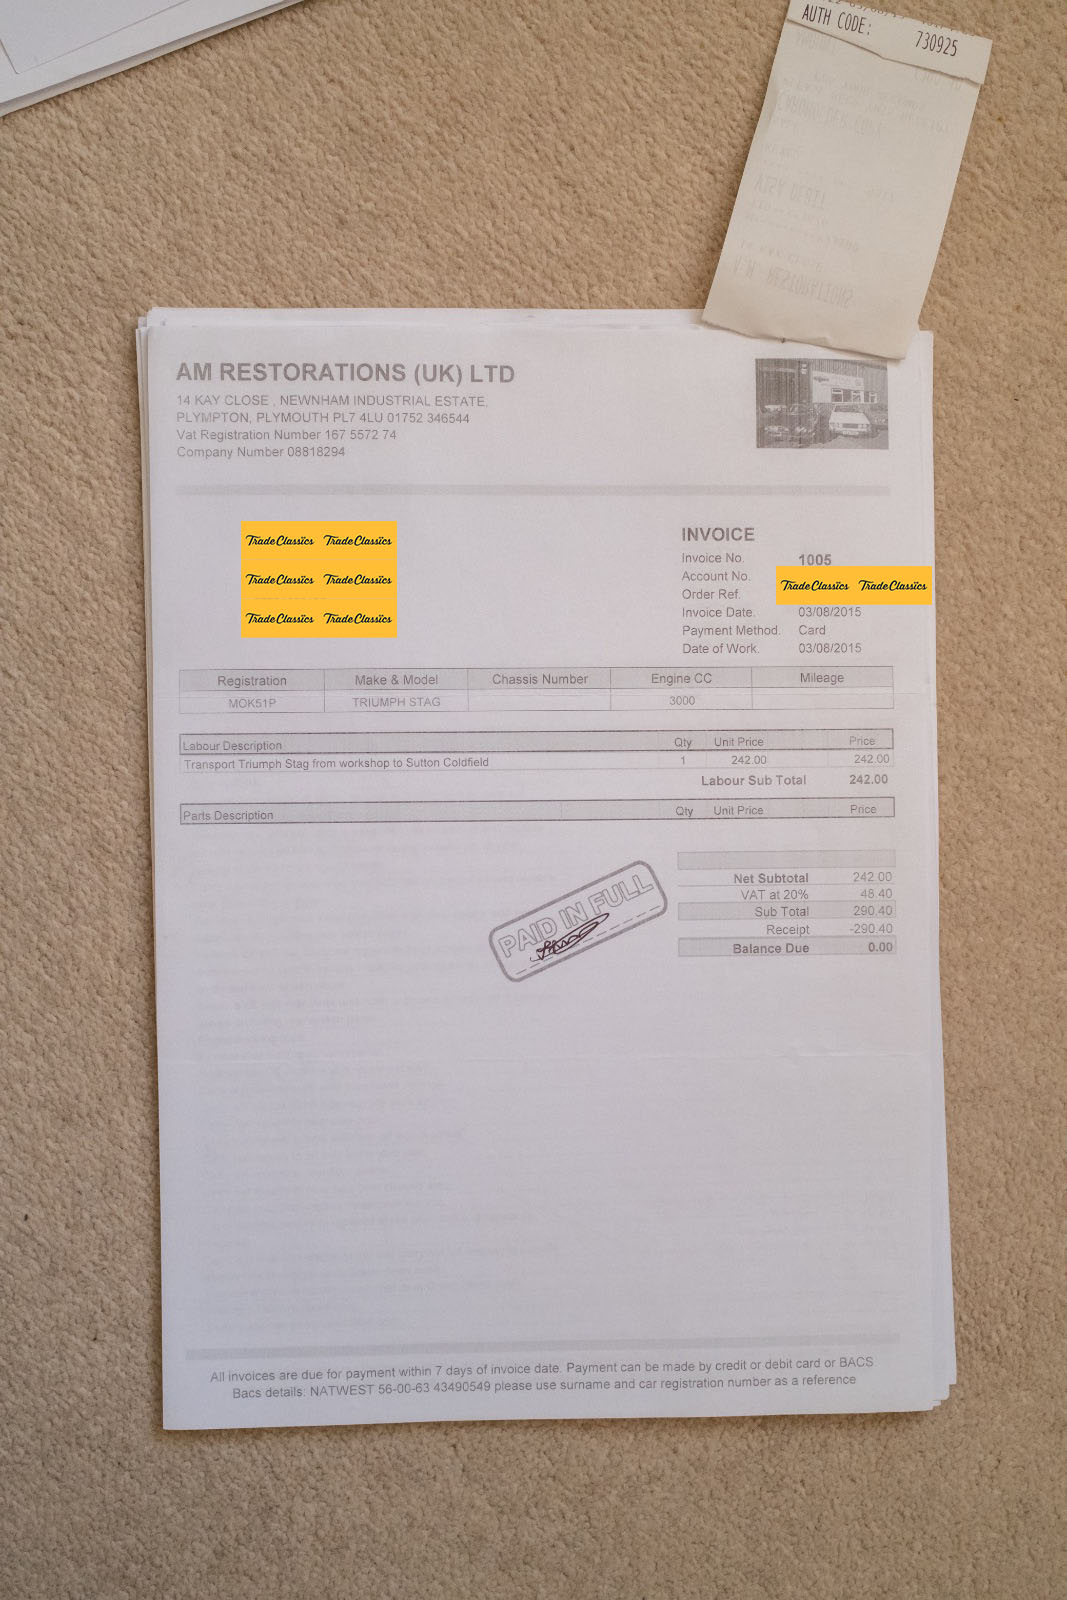 AUTH CODE: 730925
AM RESTORATIONS (UK) LTD
14 KAY CLOSE , NEWNHAM INDUSTRIAL ESTATE,
PLYMPTON, PLYMOUTH PL7 4LU 01752 346544
Vat Registration Number 167 5572 74
Company Number 08818294
TradeClassics TradeClassics
TradeClassics TradeClassics
TradeClassics TradeClassics
INVOICE
Invoice No. 1005
Account No.
TradeClassics TradeClassics
Order Ref.
Invoice Date. 03/08/2015
Payment Method. Card
Date of Work. 03/08/2015
Registration Make & Model Chassis Number Engine CC Mileage
MOK51P TRIUMPH STAG 3000
Labour Description Qty Unit Price Price
Transport Triumph Stag from workshop to Sutton Coldfield 1 242.00 242.00
Labour Sub Total 242.00
Parts Description Qty Unit Price Price
PAID IN FULL
Net Subtotal 242.00
VAT at 20% 48.40
Sub Total 290.40
Receipt -290.40
Balance Due 0.00
All invoices are due for payment within 7 days of invoice date. Payment can be made by credit or debit card or BACS
Bacs details: NATWEST 56-00-63 43490549 please use surname and car registration number as a reference